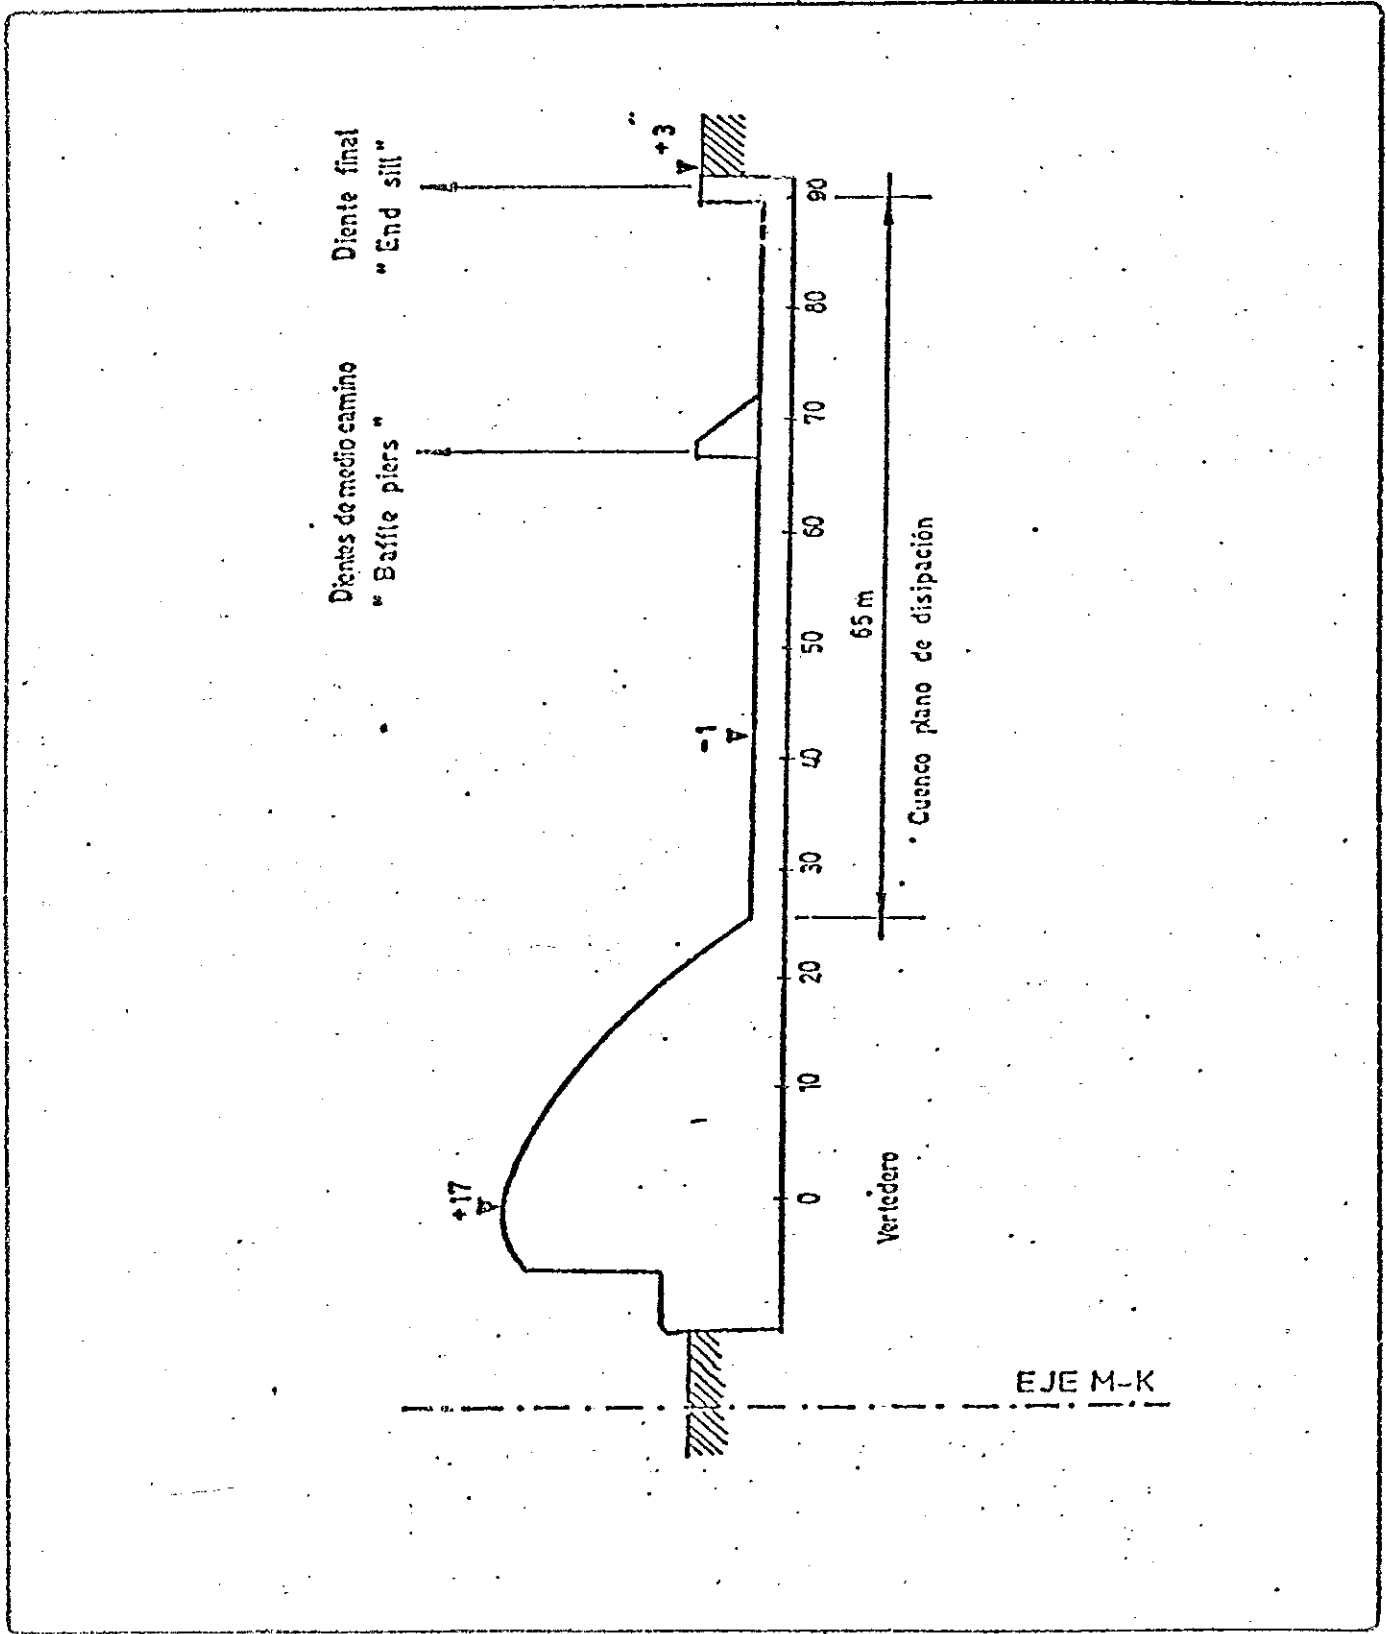 Diente final
" End sill"
+3
Dientes de medio camino
" Baffle piers "
-1
+17
0
10
20
30
40
50
60
70
80
90
65 m
Cuenco plano de disipación
Vertedero
EJE M-K